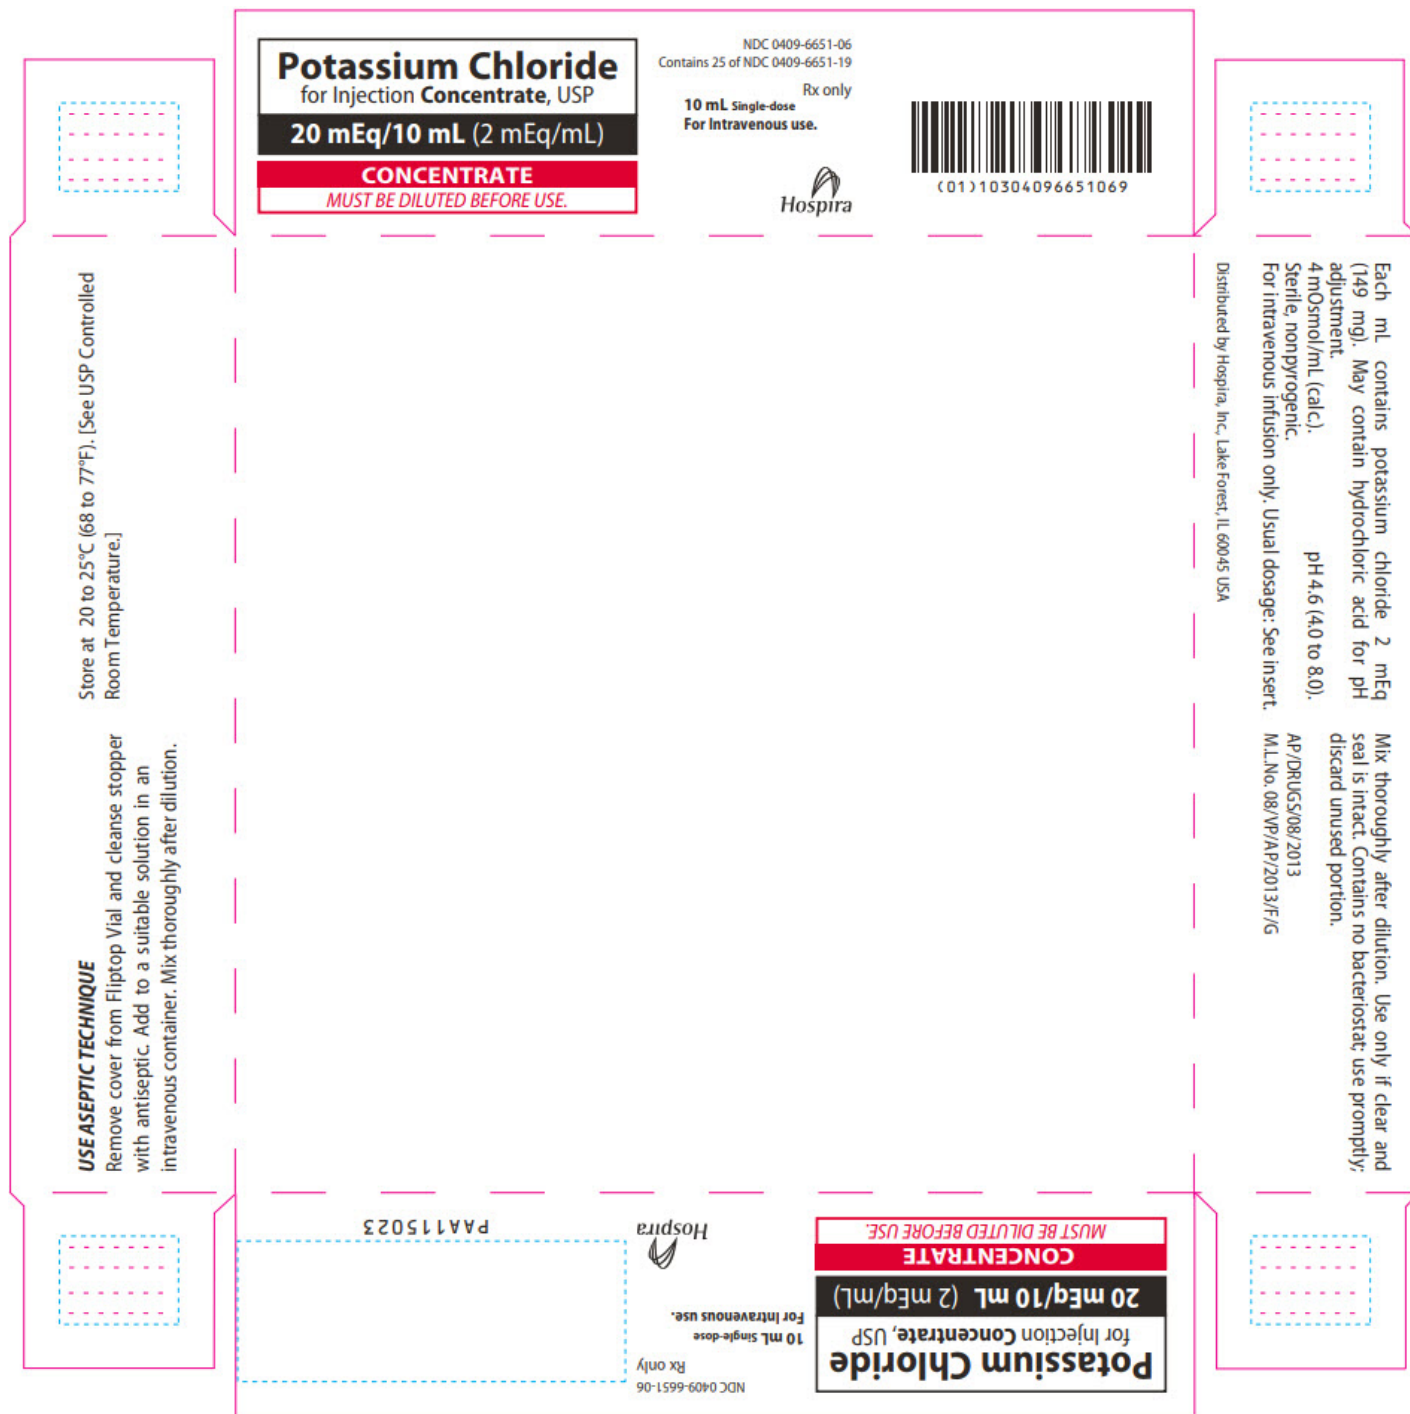 Potassium Chloride
for Injection Concentrate, USP
20 mEq/10 mL (2 mEq/mL)
CONCENTRATE
MUST BE DILUTED BEFORE USE.
NDC 0409-6651-06
Contains 25 of NDC 0409-6651-19
Rx only
10 mL Single-dose
For Intravenous use.
Hospira
(01)10304096651069
Store at 20 to 25°C (68 to 77°F). [See USP Controlled
Room Temperature.]
USE ASEPTIC TECHNIQUE
Remove cover from Fliptop Vial and cleanse stopper
with antiseptic. Add to a suitable solution in an
intravenous container. Mix thoroughly after dilution.
Each mL contains potassium chloride 2 mEq
(149 mg). May contain hydrochloric acid for pH
adjustment.
4 mOsmol/mL (calc). pH 4.6 (4.0 to 8.0).
Sterile, nonpyrogenic.
For intravenous infusion only. Usual dosage: See insert.
Distributed by Hospira, Inc., Lake Forest, IL 60045 USA
Mix thoroughly after dilution. Use only if clear and
seal is intact. Contains no bacteriostat; use promptly;
discard unused portion.
AP/DRUGS/08/2013
M.L.No. 08/VP/AP/2013/F/G
Potassium Chloride
for Injection Concentrate, USP
20 mEq/10 mL (2 mEq/mL)
CONCENTRATE
MUST BE DILUTED BEFORE USE.
NDC 0409-6651-06
Rx only
10 mL Single-dose
For Intravenous use.
Hospira
PAA115023